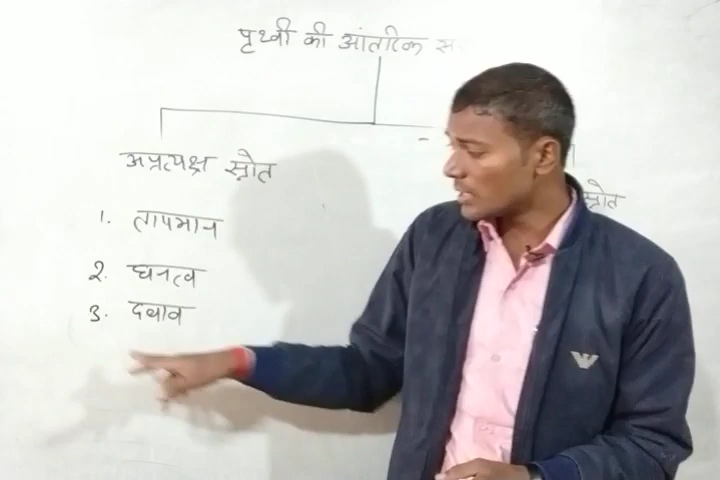 पृथ्वी की आंतरिक
अप्रत्यक्ष स्रोत
स्रोत
1. तापमान
2. घनत्व
3. दबाव